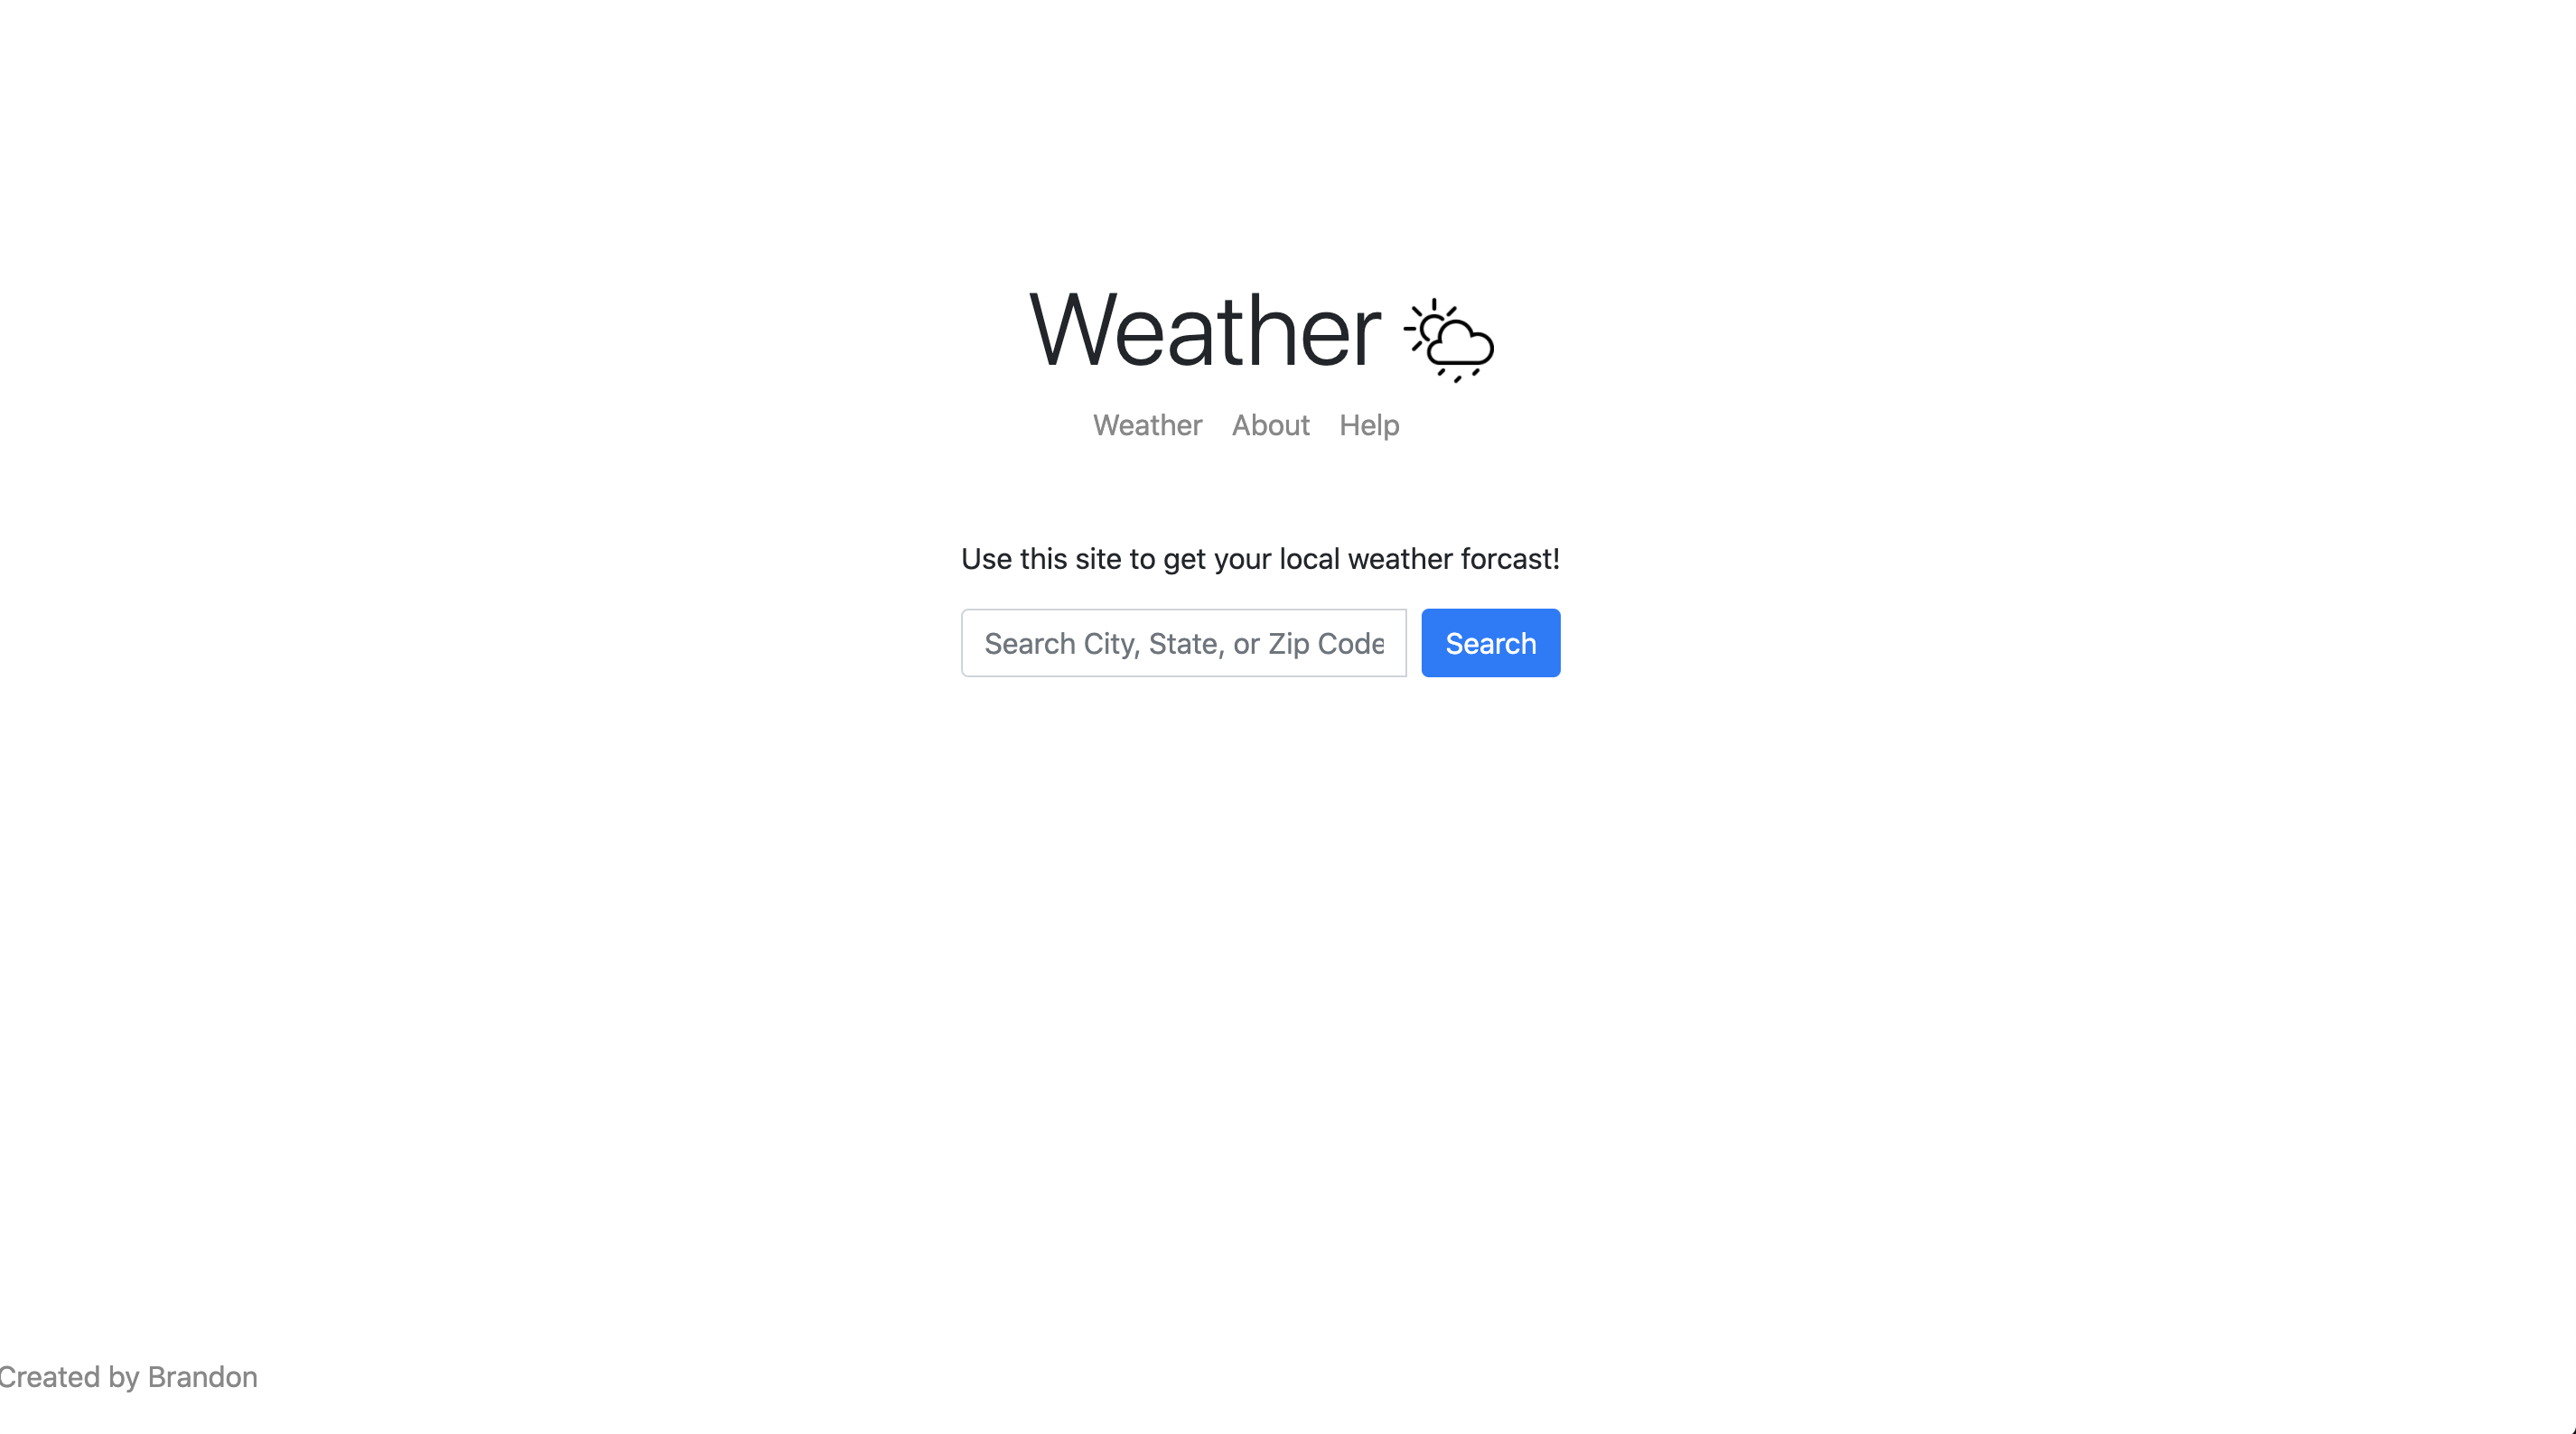 Weather
Weather About Help
Use this site to get your local weather forcast!
Search City, State, or Zip Code Search
Created by Brandon